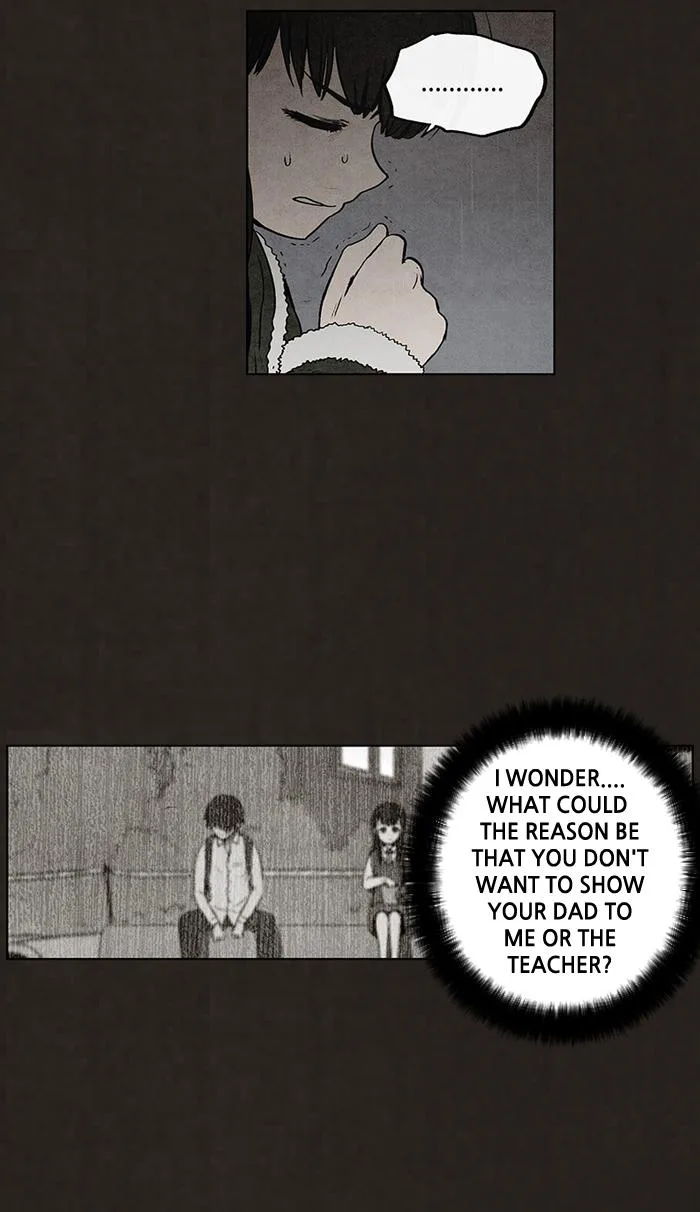 ............
I WONDER....
WHAT COULD
THE REASON BE
THAT YOU DON'T
WANT TO SHOW
YOUR DAD TO
ME OR THE
TEACHER?